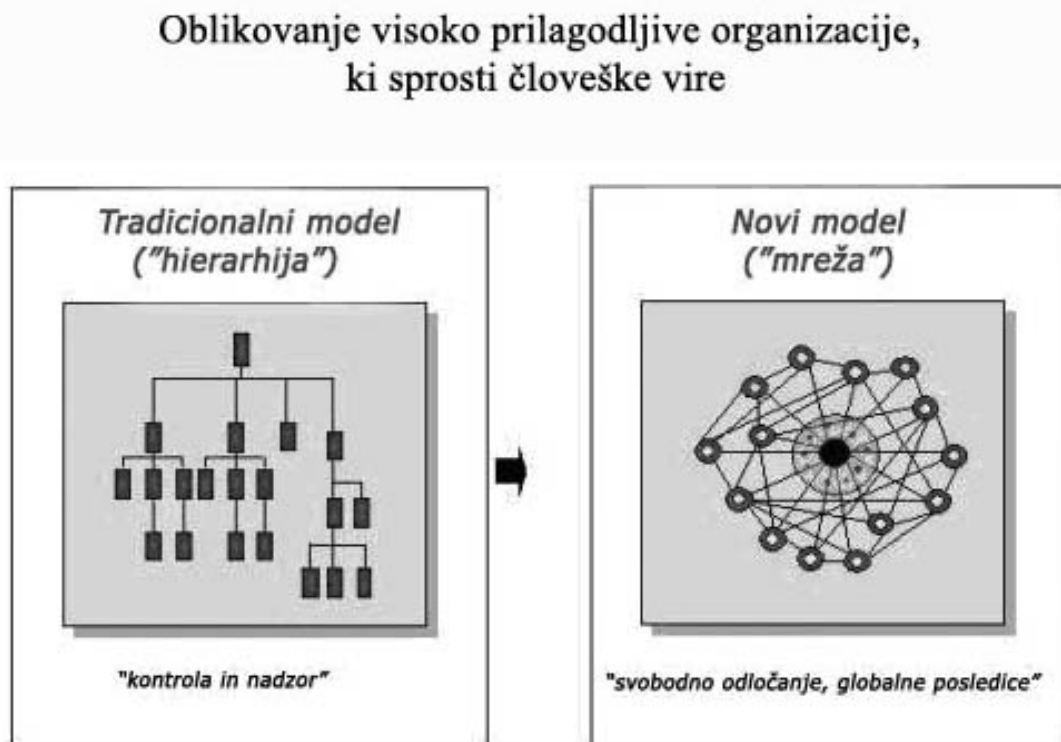 Oblikovanje visoko prilagodljive organizacije,
ki sprosti človeške vire
Tradicionalni model
("hierarhija")
"kontrola in nadzor"
Novi model
("mreža")
"svobodno odločanje, globalne posledice"